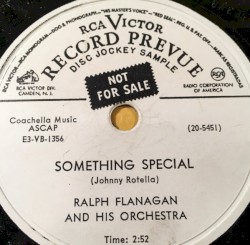 RCA VICTOR
RECORD PREVUE
DISC JOCKEY SAMPLE
NOT
FOR SALE
RCA VICTOR DIV.
CAMDEN, N. J.
RADIO CORPORATION
OF AMERICA
Coachella Music
ASCAP
E3-VB-1356
(20-5451)
SOMETHING SPECIAL
(Johnny Rotella)
RALPH FLANAGAN
AND HIS ORCHESTRA
Time: 2:52